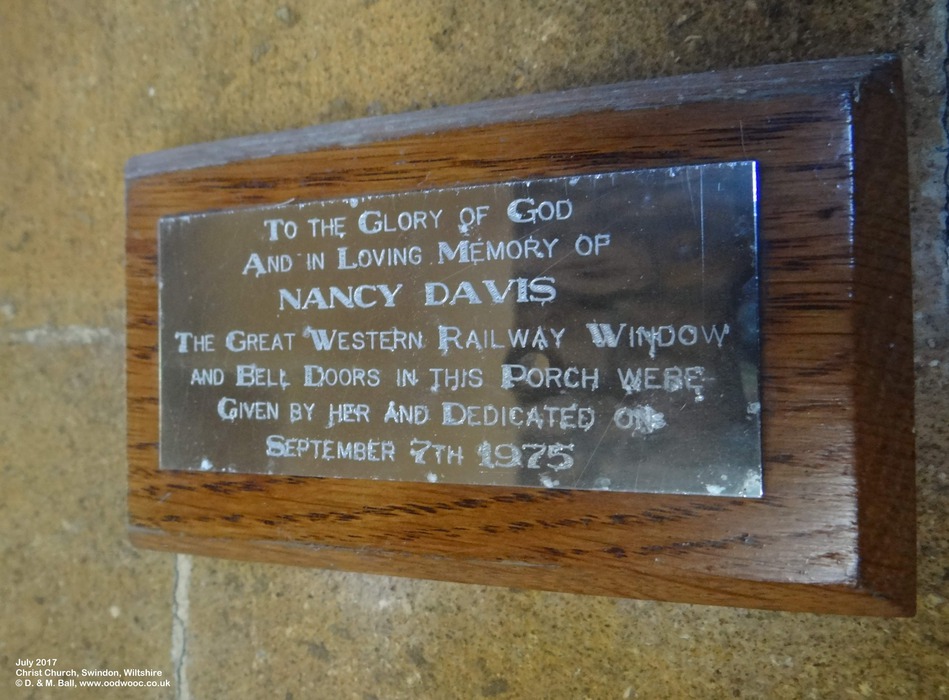 To the Glory of God
And in Loving Memory of
NANCY DAVIS
The Great Western Railway Window
and Bell Doors in this Porch were
Given by her and Dedicated on
September 7th 1975
July 2017
Christ Church, Swindon, Wiltshire
© D. & M. Ball, www.oodwooc.co.uk